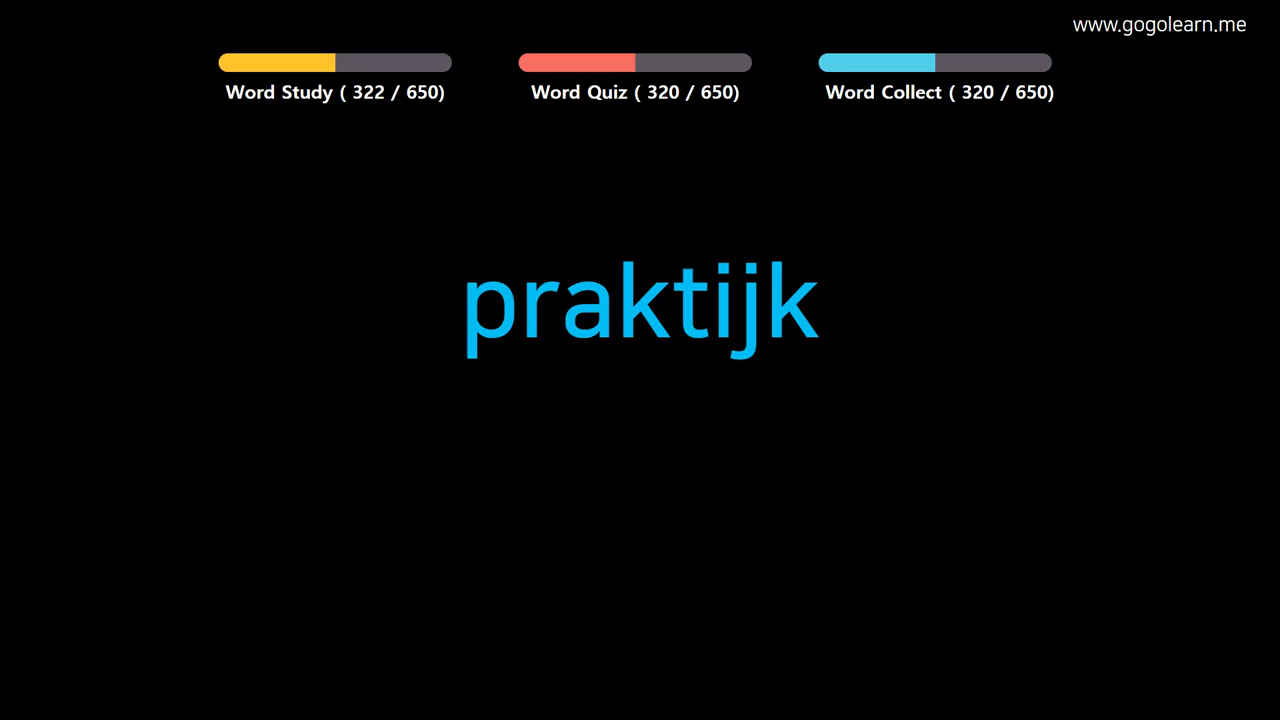 www.gogolearn.me
Word Study ( 322 / 650)
Word Quiz ( 320 / 650)
Word Collect ( 320 / 650)
praktijk